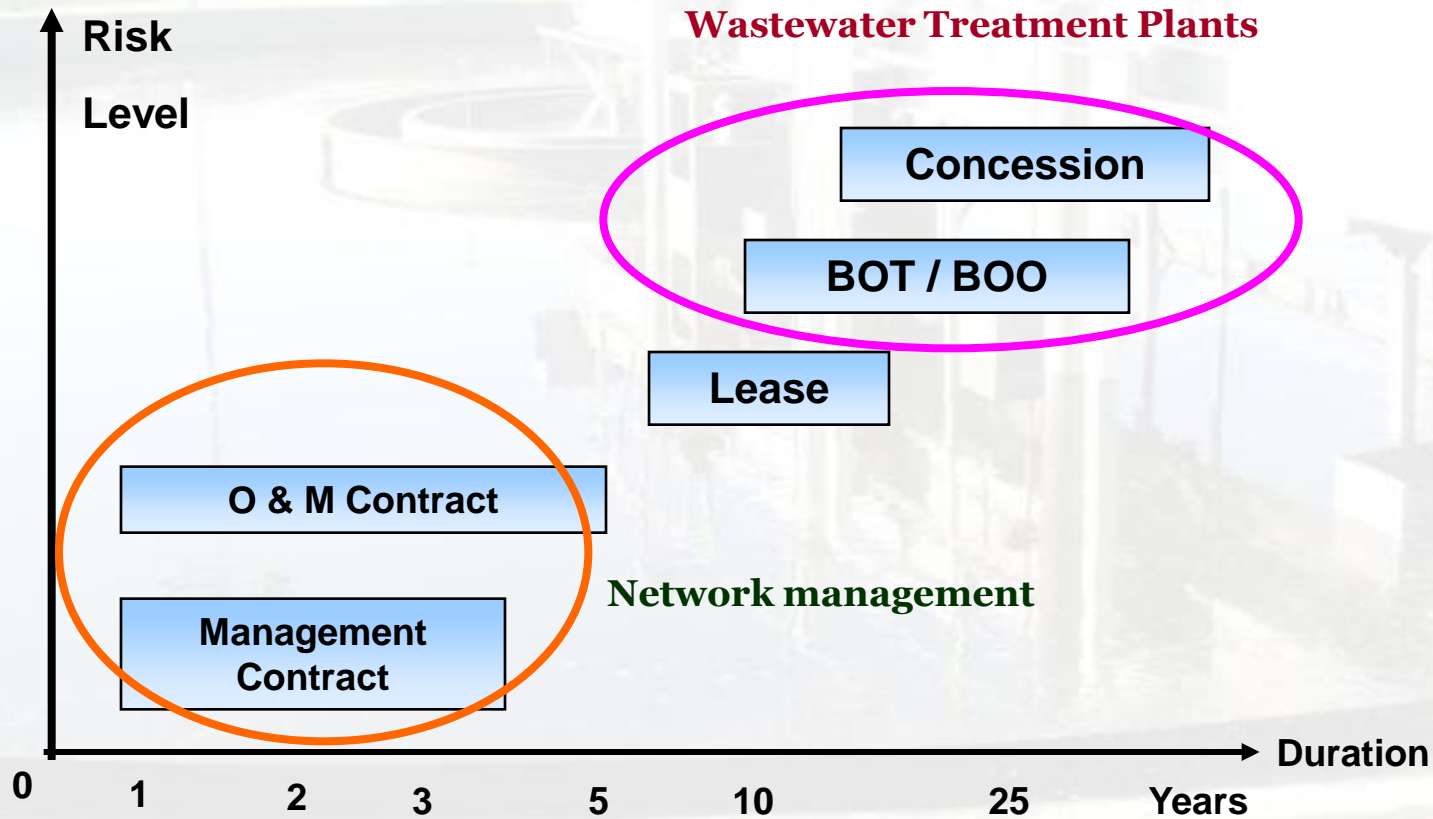 Wastewater Treatment Plants
Risk
Level
Concession
BOT / BOO
Lease
O & M Contract
Network management
Management
Contract
Duration
0 1 2 3 5 10 25 Years